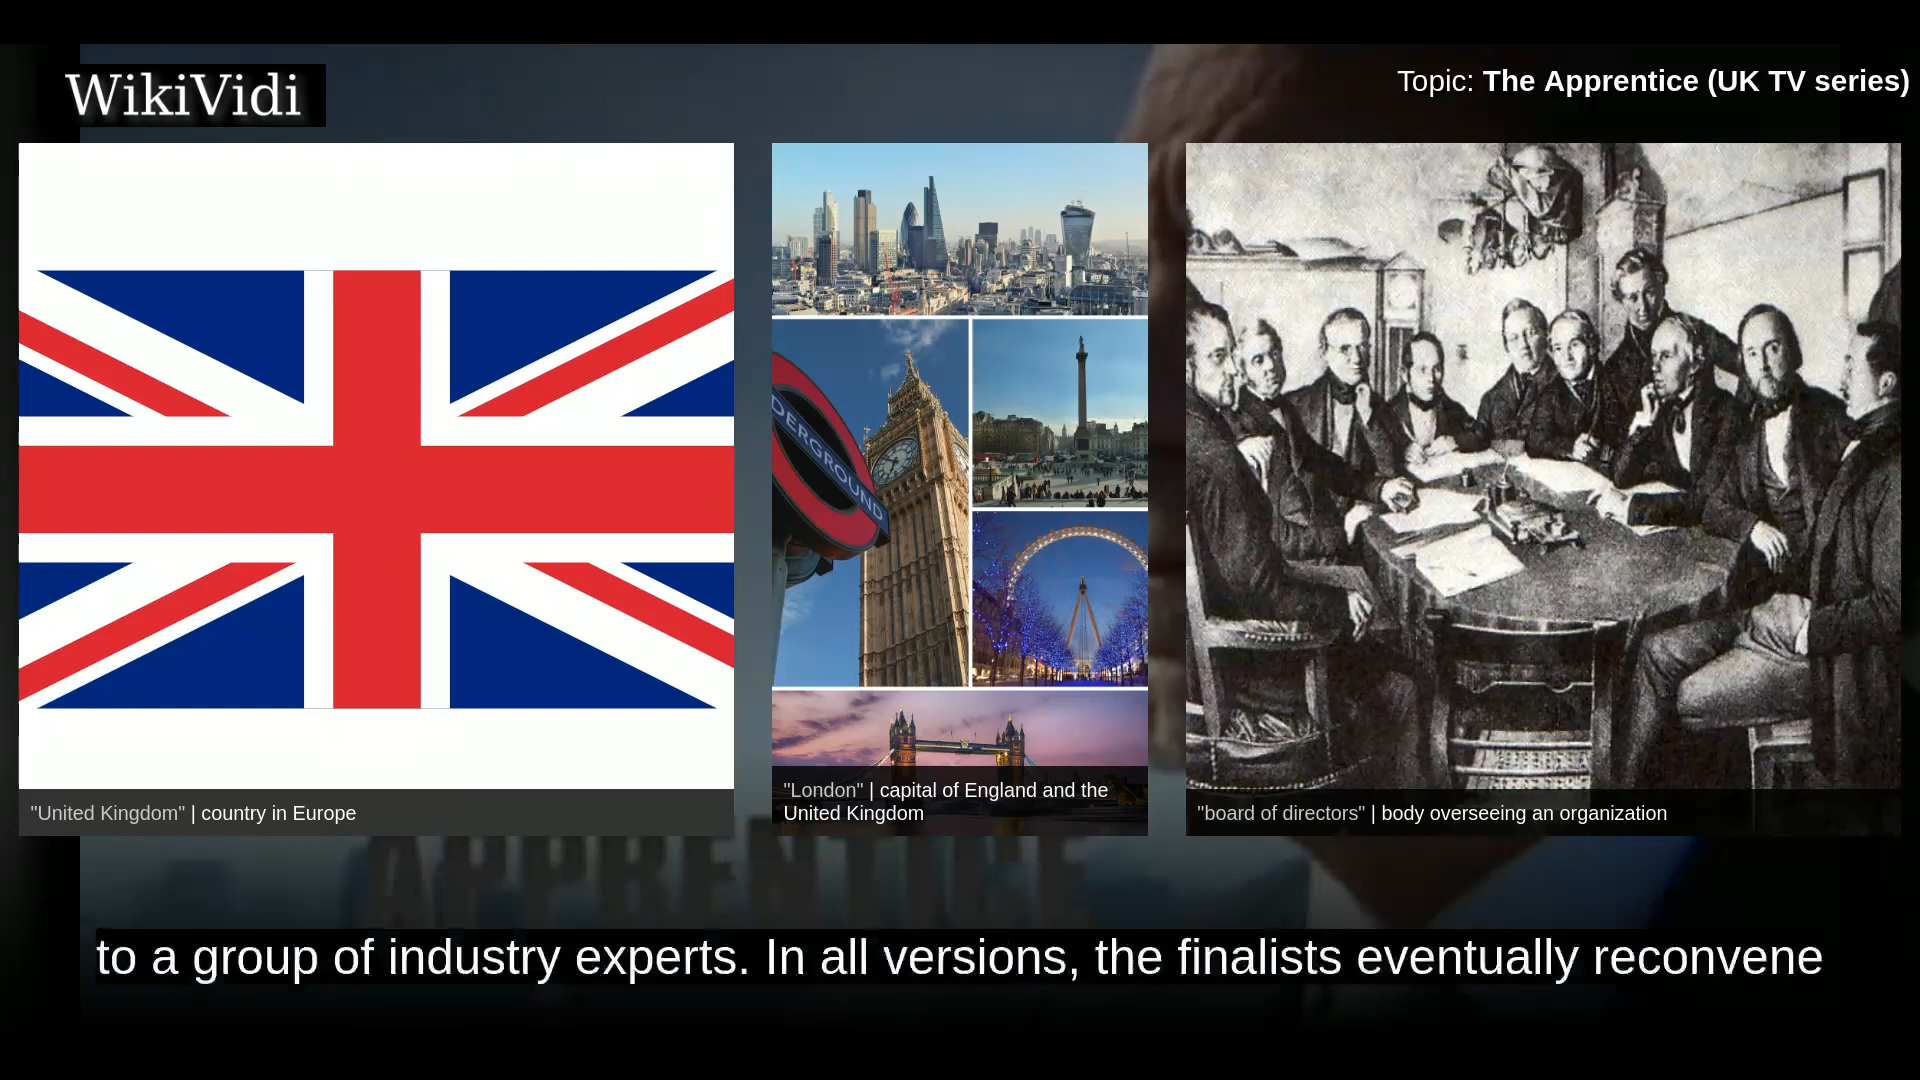 WikiVidi
Topic: The Apprentice (UK TV series)
DERGROUND
"United Kingdom" | country in Europe
"London" | capital of England and the
United Kingdom
"board of directors" | body overseeing an organization
APPRENTICE
to a group of industry experts. In all versions, the finalists eventually reconvene